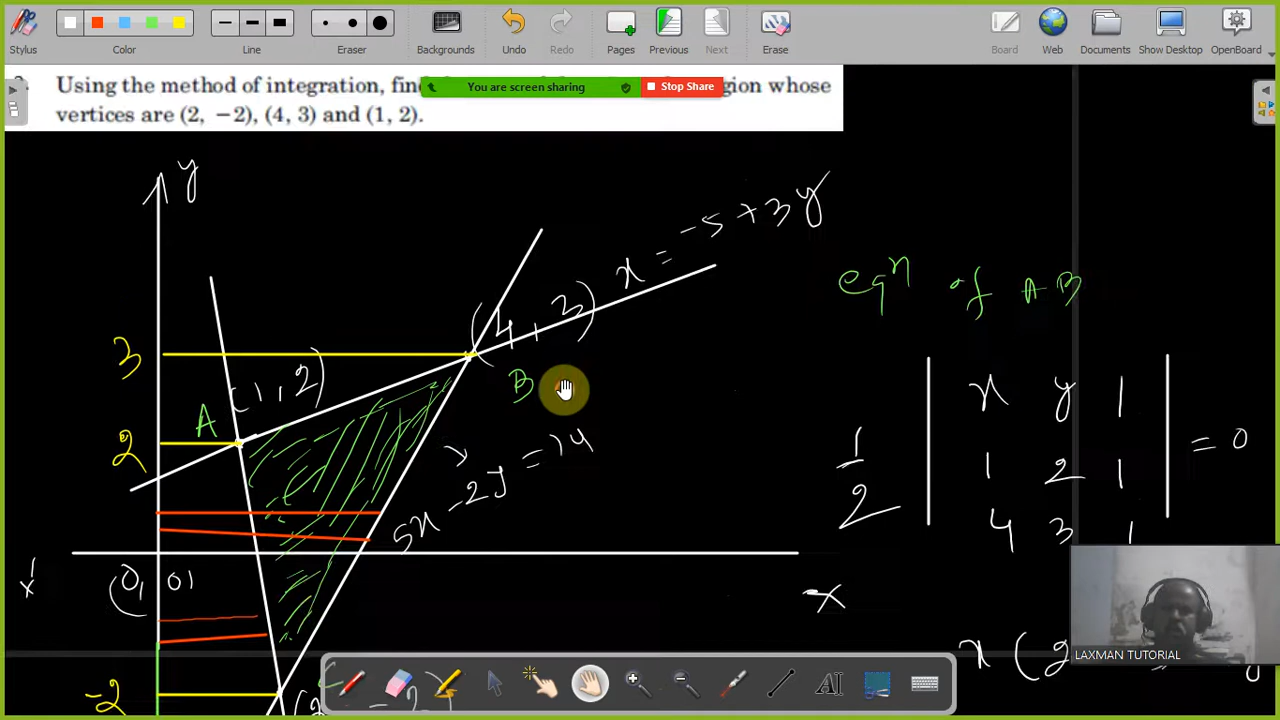 Stylus
Color
Line
Eraser
Backgrounds
Undo
Redo
Pages
Previous
Next
Erase
Board
Web
Documents
Show Desktop
OpenBoard
Using the method of integration, find
You are screen sharing
Stop Share
gion whose
vertices are (2, −2), (4, 3) and (1, 2).
y
x = -5 + 3y
eqn of AB
(4, 3)
3
(1, 2)
A
B
2
5x - 2y = 14
1/2
x y 1
1 2 1
4 3 1
= 0
x'
(0, 0)
x
-2
(2
x (2
LAXMAN TUTORIAL